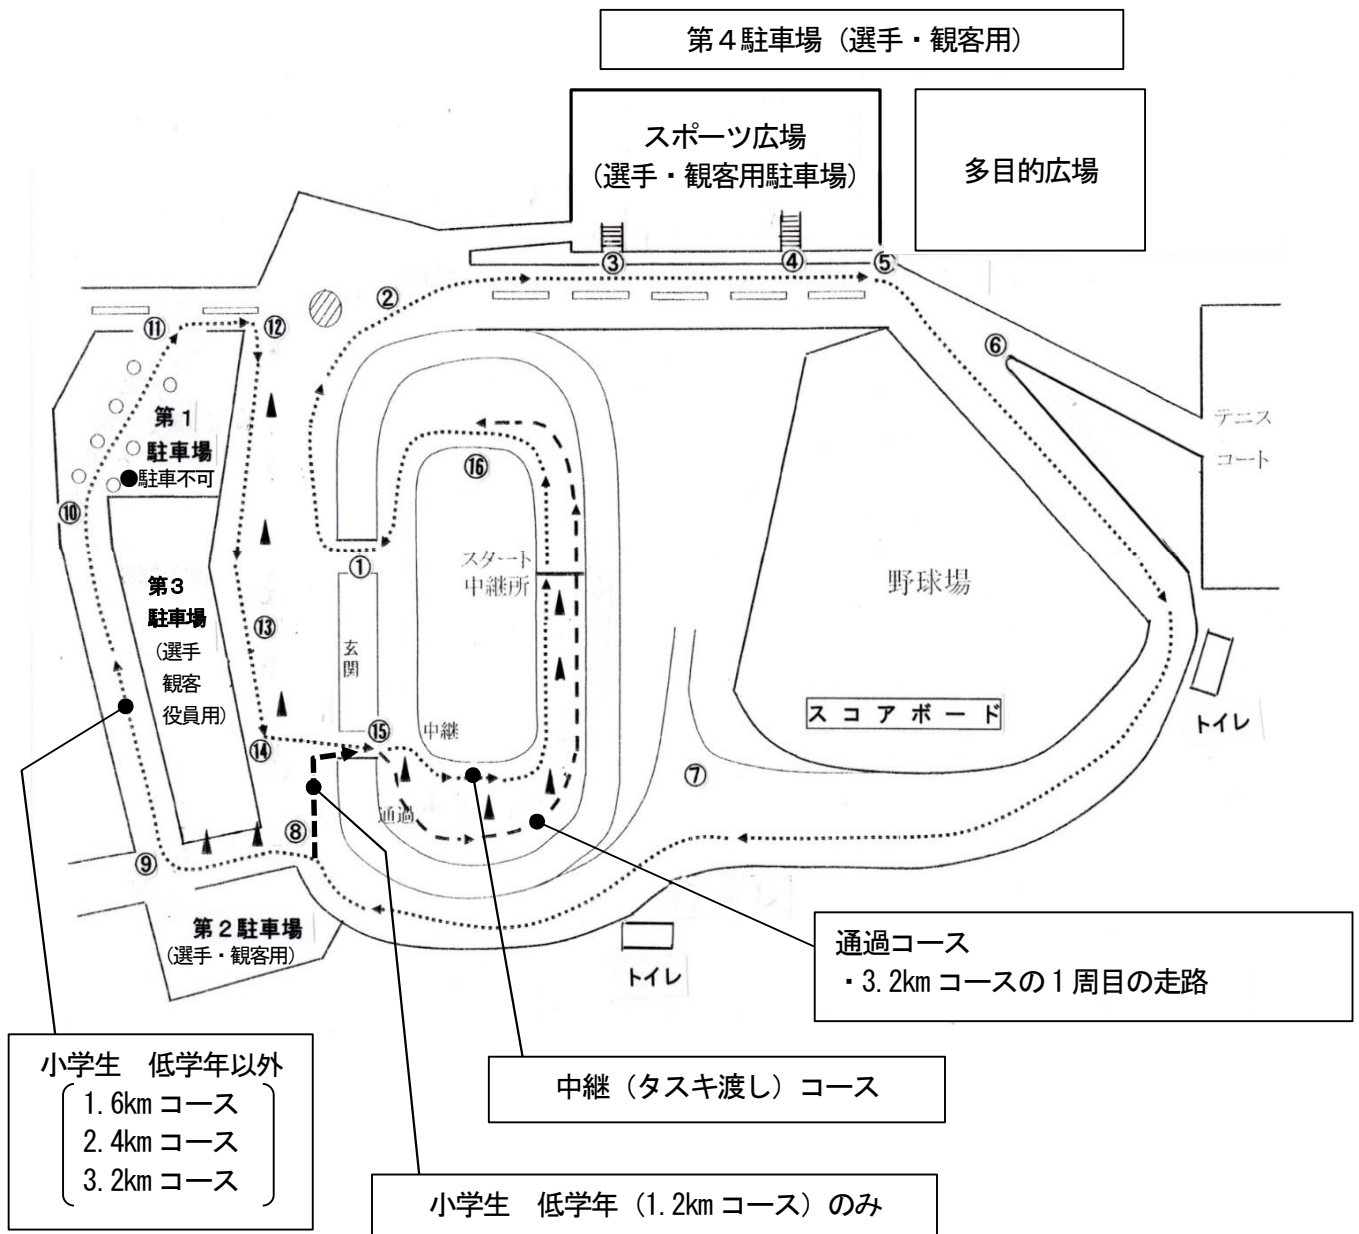 第４駐車場（選手・観客用）
スポーツ広場
（選手・観客用駐車場）
多目的広場
③
④
⑤
②
⑪
⑫
⑥
第１
駐車場
●駐車不可
テニス
コート
⑯
⑩
①
スタート
中継所
野球場
第３
駐車場
（選手
観客
役員用）
⑬
玄
関
スコアボード
トイレ
⑭
⑮
中継
⑦
通過
⑧
⑨
第２駐車場
（選手・観客用）
トイレ
通過コース
・3.2km コースの１周目の走路
小学生　低学年以外
1.6km コース
2.4km コース
3.2km コース
中継（タスキ渡し）コース
小学生　低学年（1.2km コース）のみ